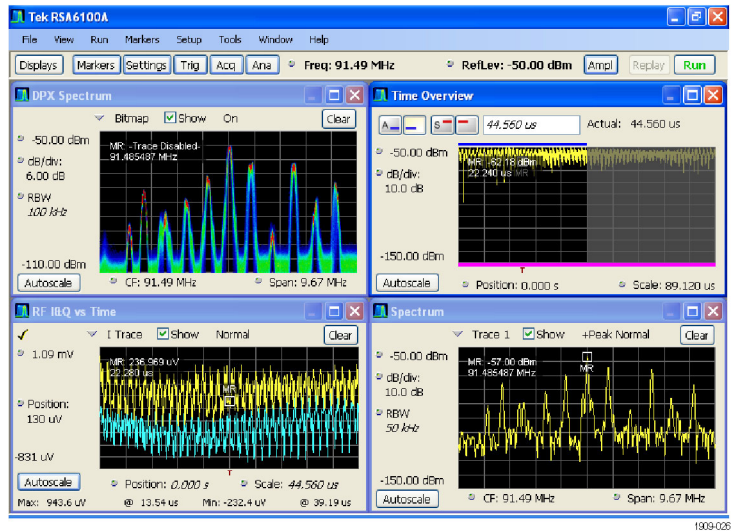 Tek RSA6100A
File View Run Markers Setup Tools Window Help
Displays Markers Settings Trig Acq Ana Freq: 91.49 MHz RefLev: -50.00 dBm Ampl Replay Run
DPX Spectrum
Bitmap Show On Clear
-50.00 dBm
MR: -Trace Disabled-
91.485487 MHz
dB/div:
6.00 dB
RBW
100 kHz
-110.00 dBm
Autoscale CF: 91.49 MHz Span: 9.67 MHz
Time Overview
A S 44.560 us Actual: 44.560 us
-50.00 dBm
MR: -62.18 dBm
22.240 us MR
dB/div:
10.0 dB
-150.00 dBm
T
Autoscale Position: 0.000 s Scale: 89.120 us
RF I&Q vs Time
I Trace Show Normal Clear
1.09 mV
MR: 236.969 uV
22.280 us
MR
Position:
130 uV
-831 uV
T
Autoscale Position: 0.000 s Scale: 44.560 us
Max: 943.6 uV @ 13.54 us Min: -232.4 uV @ 39.19 us
Spectrum
Trace 1 Show +Peak Normal Clear
-50.00 dBm
MR: -57.00 dBm
91.485487 MHz
MR
dB/div:
10.0 dB
RBW
50 kHz
-150.00 dBm
Autoscale CF: 91.49 MHz Span: 9.67 MHz
1909-026